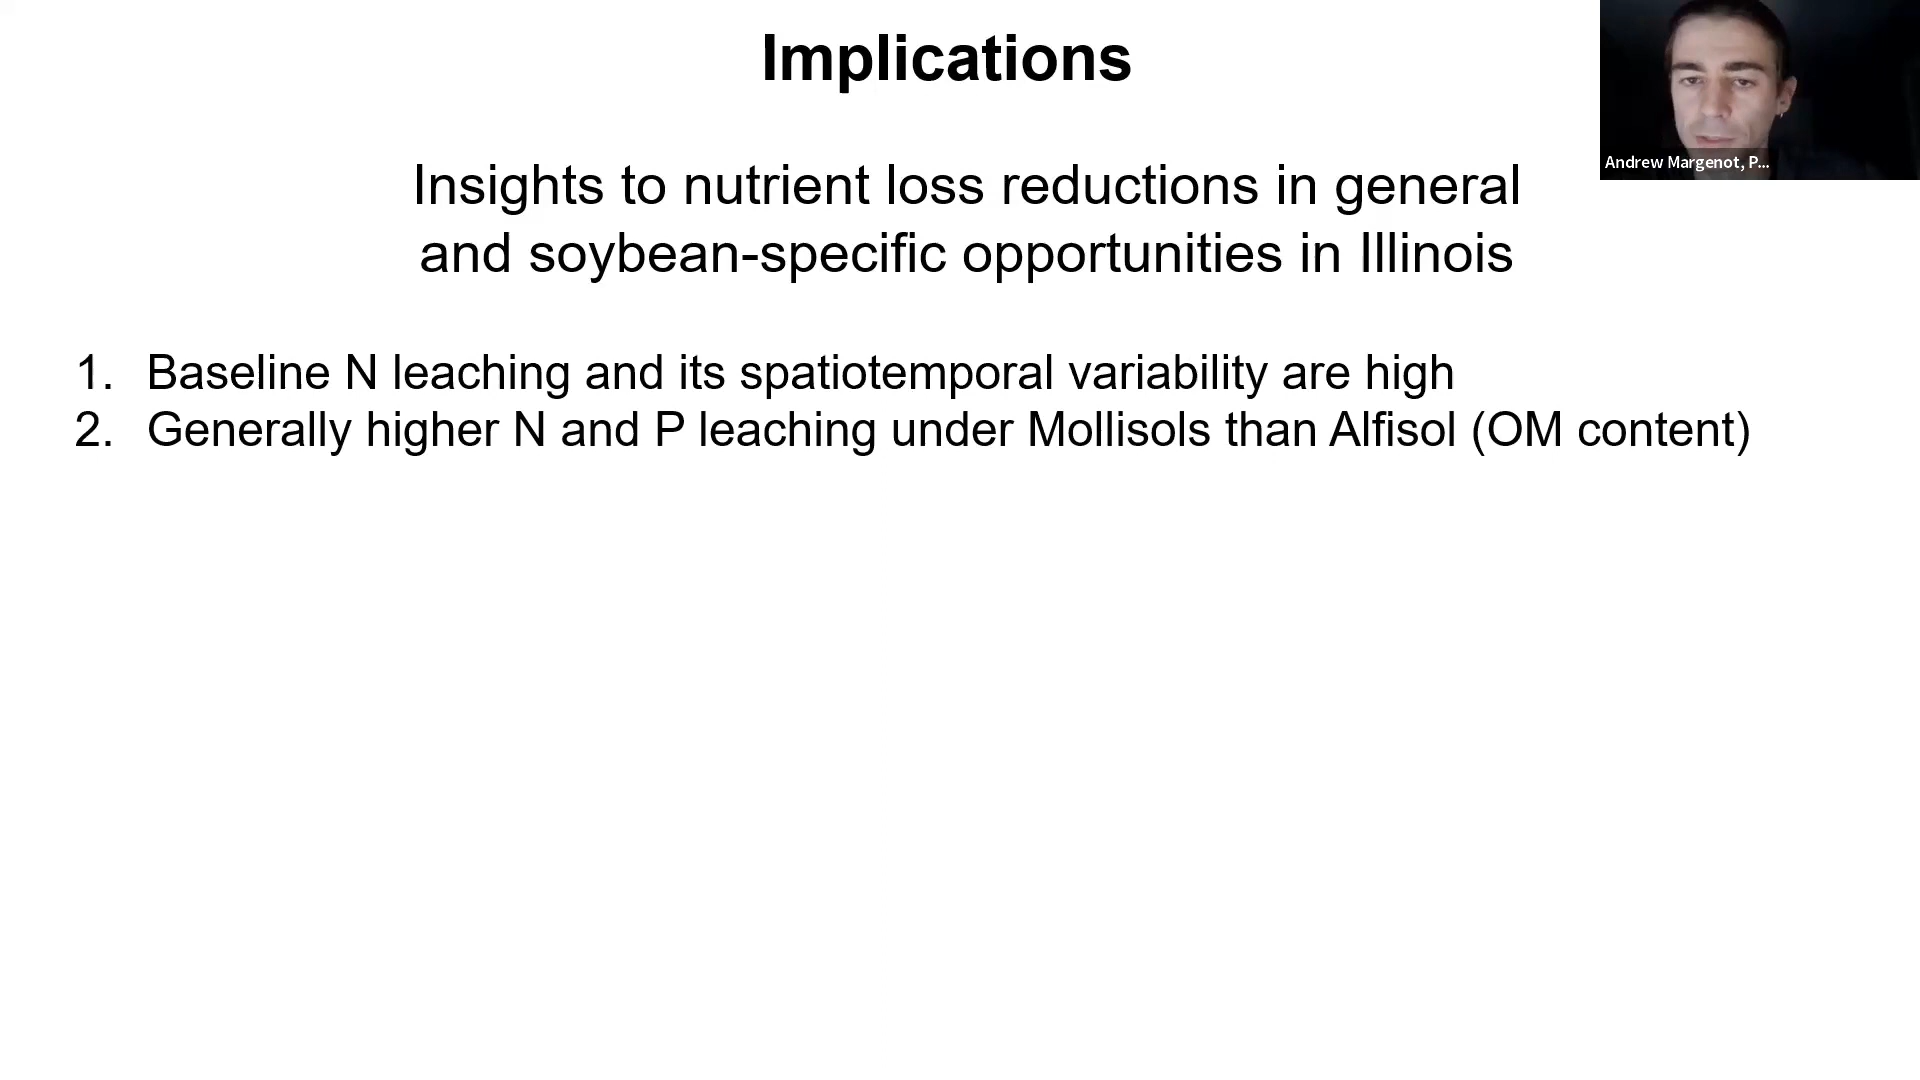 Implications
Andrew Margenot, P...
Insights to nutrient loss reductions in general
and soybean-specific opportunities in Illinois
1. Baseline N leaching and its spatiotemporal variability are high
2. Generally higher N and P leaching under Mollisols than Alfisol (OM content)